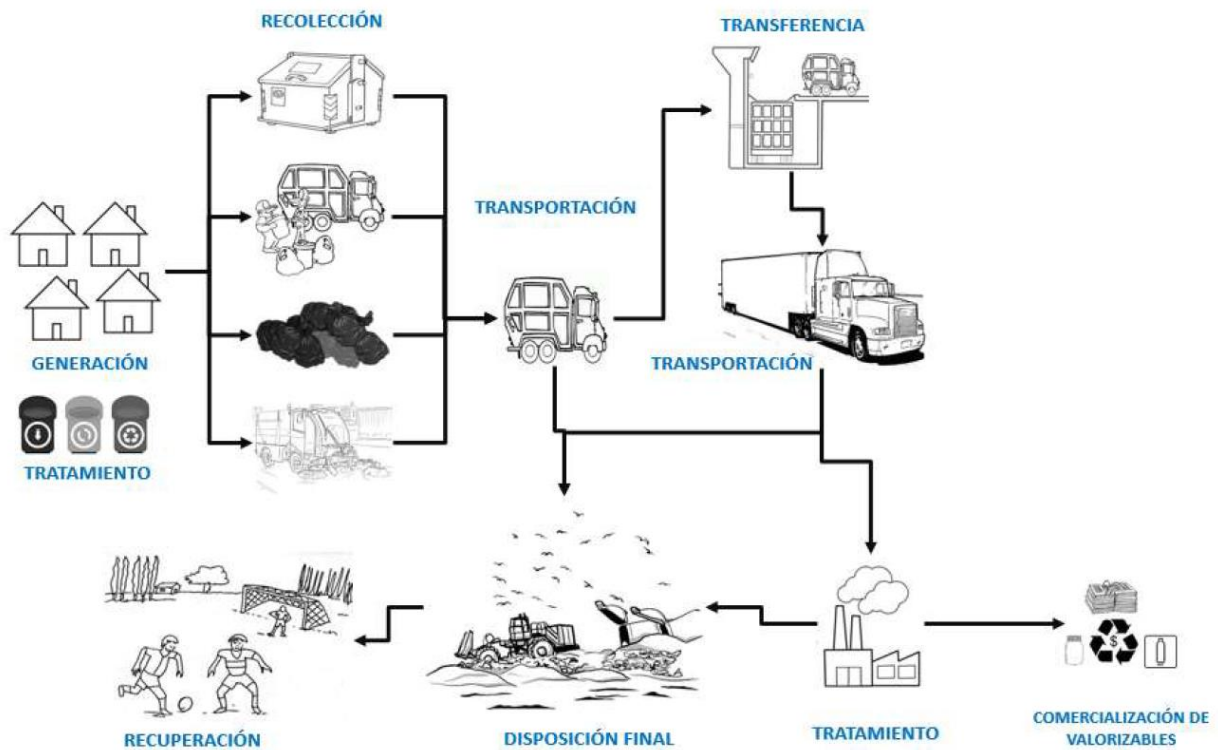 RECOLECCIÓN
TRANSFERENCIA
TRANSPORTACIÓN
GENERACIÓN
TRANSPORTACIÓN
TRATAMIENTO
$
RECUPERACIÓN
DISPOSICIÓN FINAL
TRATAMIENTO
COMERCIALIZACIÓN DE
VALORIZABLES